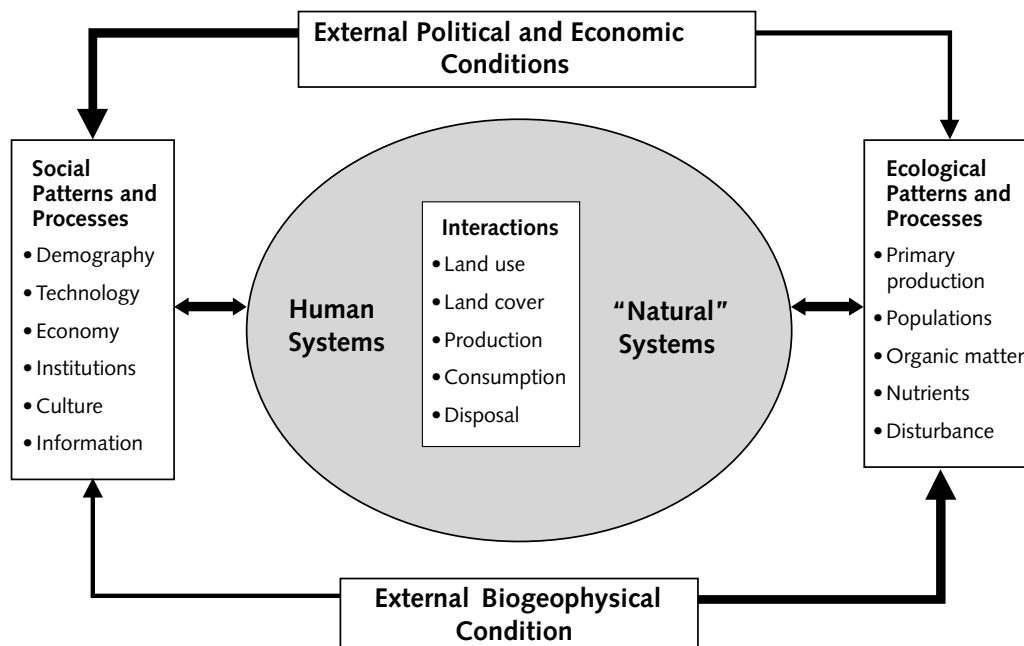 External Political and Economic
Conditions
Social
Patterns and
Processes
• Demography
• Technology
• Economy
• Institutions
• Culture
• Information
Human
Systems
Interactions
• Land use
• Land cover
• Production
• Consumption
• Disposal
“Natural”
Systems
Ecological
Patterns and
Processes
• Primary
production
• Populations
• Organic matter
• Nutrients
• Disturbance
External Biogeophysical
Condition